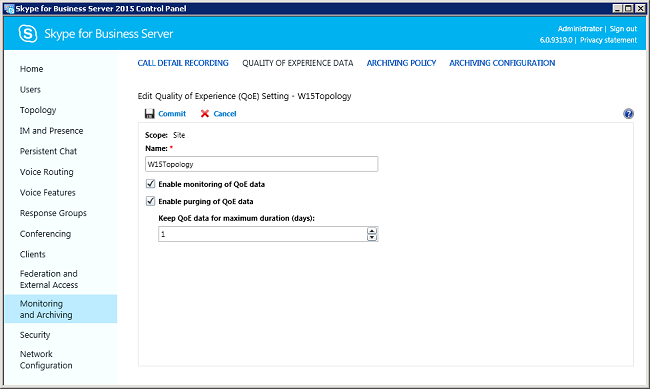 Skype for Business Server 2015 Control Panel
Skype for Business Server
Administrator | Sign out
6.0.9319.0 | Privacy statement
Home
Users
Topology
IM and Presence
Persistent Chat
Voice Routing
Voice Features
Response Groups
Conferencing
Clients
Federation and
External Access
Monitoring
and Archiving
Security
Network
Configuration
CALL DETAIL RECORDING QUALITY OF EXPERIENCE DATA ARCHIVING POLICY ARCHIVING CONFIGURATION
Edit Quality of Experience (QoE) Setting - W15Topology
Commit Cancel
Scope: Site
Name: *
W15Topology
Enable monitoring of QoE data
Enable purging of QoE data
Keep QoE data for maximum duration (days):
1